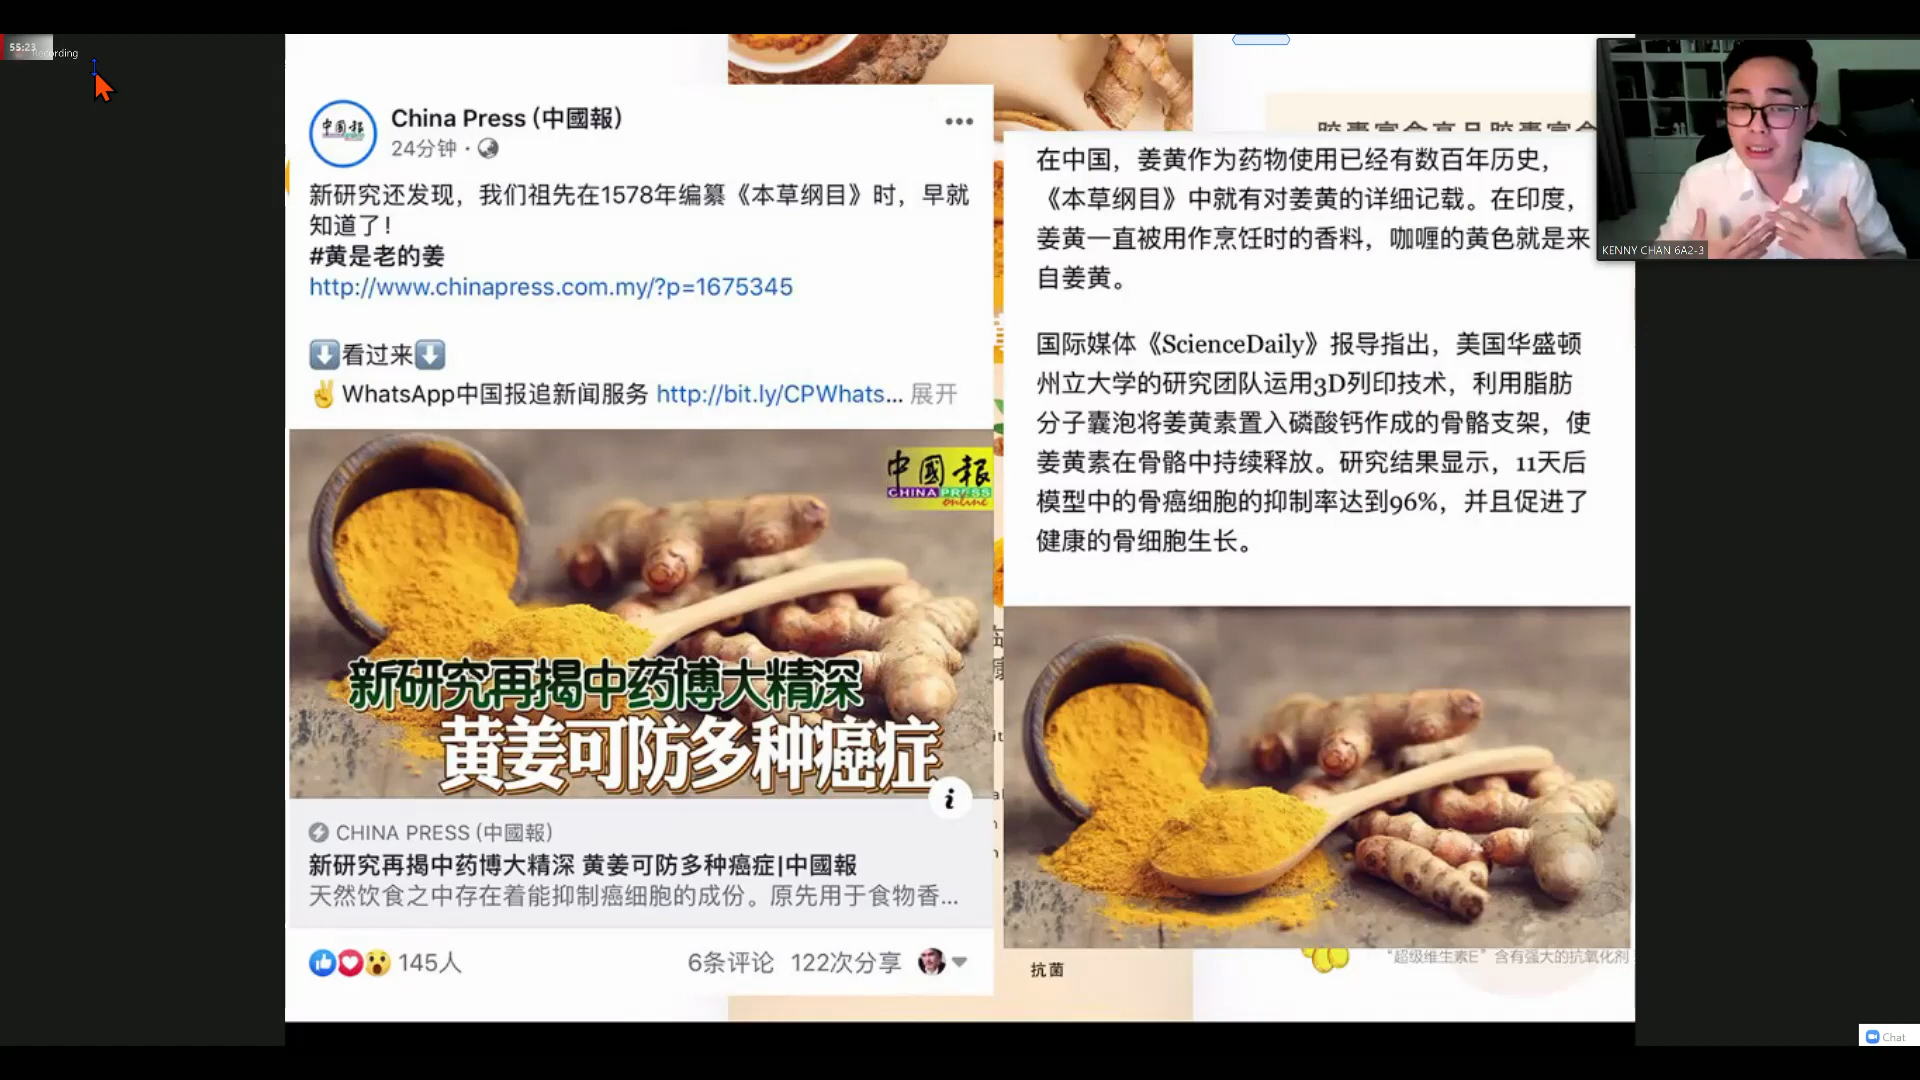 55:23
China Press (中國報)
24分钟 ·
新研究还发现，我们祖先在1578年编纂《本草纲目》时，早就
知道了！
#黄是老的姜
http://www.chinapress.com.my/?p=1675345
看过来
WhatsApp中国报追新闻服务 http://bit.ly/CPWhats... 展开
中國報
CHINA PRESS
online
新研究再揭中药博大精深
黄姜可防多种癌症
CHINA PRESS (中國報)
新研究再揭中药博大精深 黄姜可防多种癌症|中國報
天然饮食之中存在着能抑制癌细胞的成份。原先用于食物香...
145人
6条评论 122次分享
在中国，姜黄作为药物使用已经有数百年历史，
《本草纲目》中就有对姜黄的详细记载。在印度，
姜黄一直被用作烹饪时的香料，咖喱的黄色就是来
自姜黄。
国际媒体《ScienceDaily》报导指出，美国华盛顿
州立大学的研究团队运用3D列印技术，利用脂肪
分子囊泡将姜黄素置入磷酸钙作成的骨骼支架，使
姜黄素在骨骼中持续释放。研究结果显示，11天后
模型中的骨癌细胞的抑制率达到96%，并且促进了
健康的骨细胞生长。
抗菌
“超级维生素E” 含有强大的抗氧化剂
KENNY CHAN 6A2-3
Chat